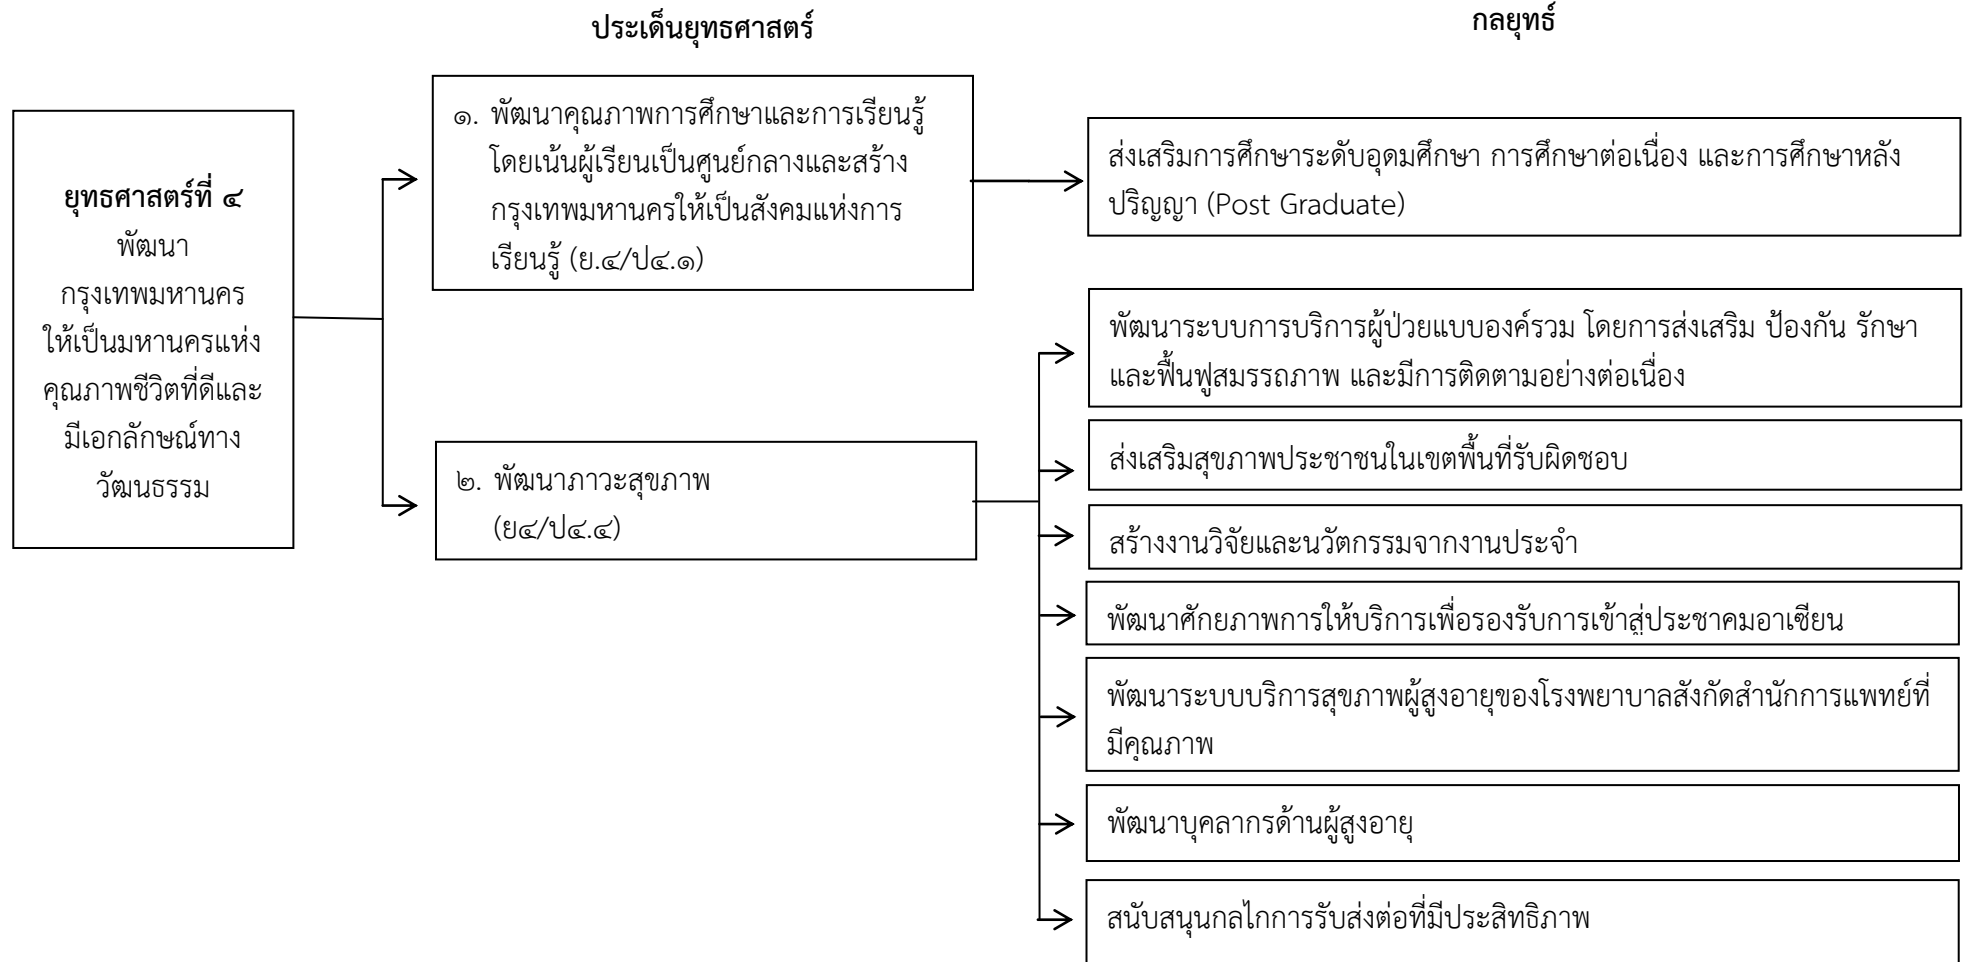 ประเด็นยุทธศาสตร์
กลยุทธ์
ยุทธศาสตร์ที่ ๔
พัฒนา
กรุงเทพมหานคร
ให้เป็นมหานครแห่ง
คุณภาพชีวิตที่ดีและ
มีเอกลักษณ์ทาง
วัฒนธรรม
๑. พัฒนาคุณภาพการศึกษาและการเรียนรู้
โดยเน้นผู้เรียนเป็นศูนย์กลางและสร้าง
กรุงเทพมหานครให้เป็นสังคมแห่งการ
เรียนรู้ (ย.๔/ป๔.๑)
ส่งเสริมการศึกษาระดับอุดมศึกษา การศึกษาต่อเนื่อง และการศึกษาหลัง
ปริญญา (Post Graduate)
๒. พัฒนาภาวะสุขภาพ
(ย๔/ป๔.๔)
พัฒนาระบบการบริการผู้ป่วยแบบองค์รวม โดยการส่งเสริม ป้องกัน รักษา
และฟื้นฟูสมรรถภาพ และมีการติดตามอย่างต่อเนื่อง
ส่งเสริมสุขภาพประชาชนในเขตพื้นที่รับผิดชอบ
สร้างงานวิจัยและนวัตกรรมจากงานประจำ
พัฒนาศักยภาพการให้บริการเพื่อรองรับการเข้าสู่ประชาคมอาเซียน
พัฒนาระบบบริการสุขภาพผู้สูงอายุของโรงพยาบาลสังกัดสำนักการแพทย์ที่
มีคุณภาพ
พัฒนาบุคลากรด้านผู้สูงอายุ
สนับสนุนกลไกการรับส่งต่อที่มีประสิทธิภาพ